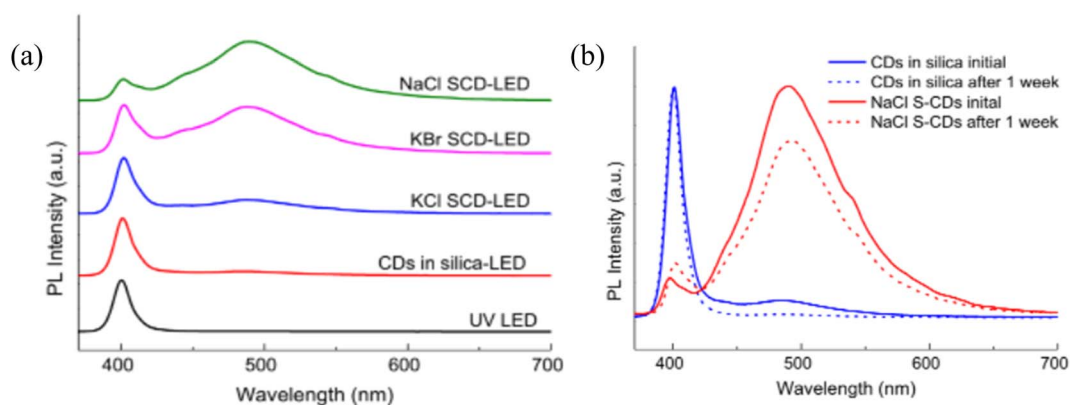 (a)
PL Intensity (a.u.)
NaCl SCD-LED
KBr SCD-LED
KCl SCD-LED
CDs in silica-LED
UV LED
400 500 600 700
Wavelength (nm)
(b)
PL Intensity (a.u.)
CDs in silica initial
CDs in silica after 1 week
NaCl S-CDs inital
NaCl S-CDs after 1 week
400 500 600 700
Wavelength (nm)